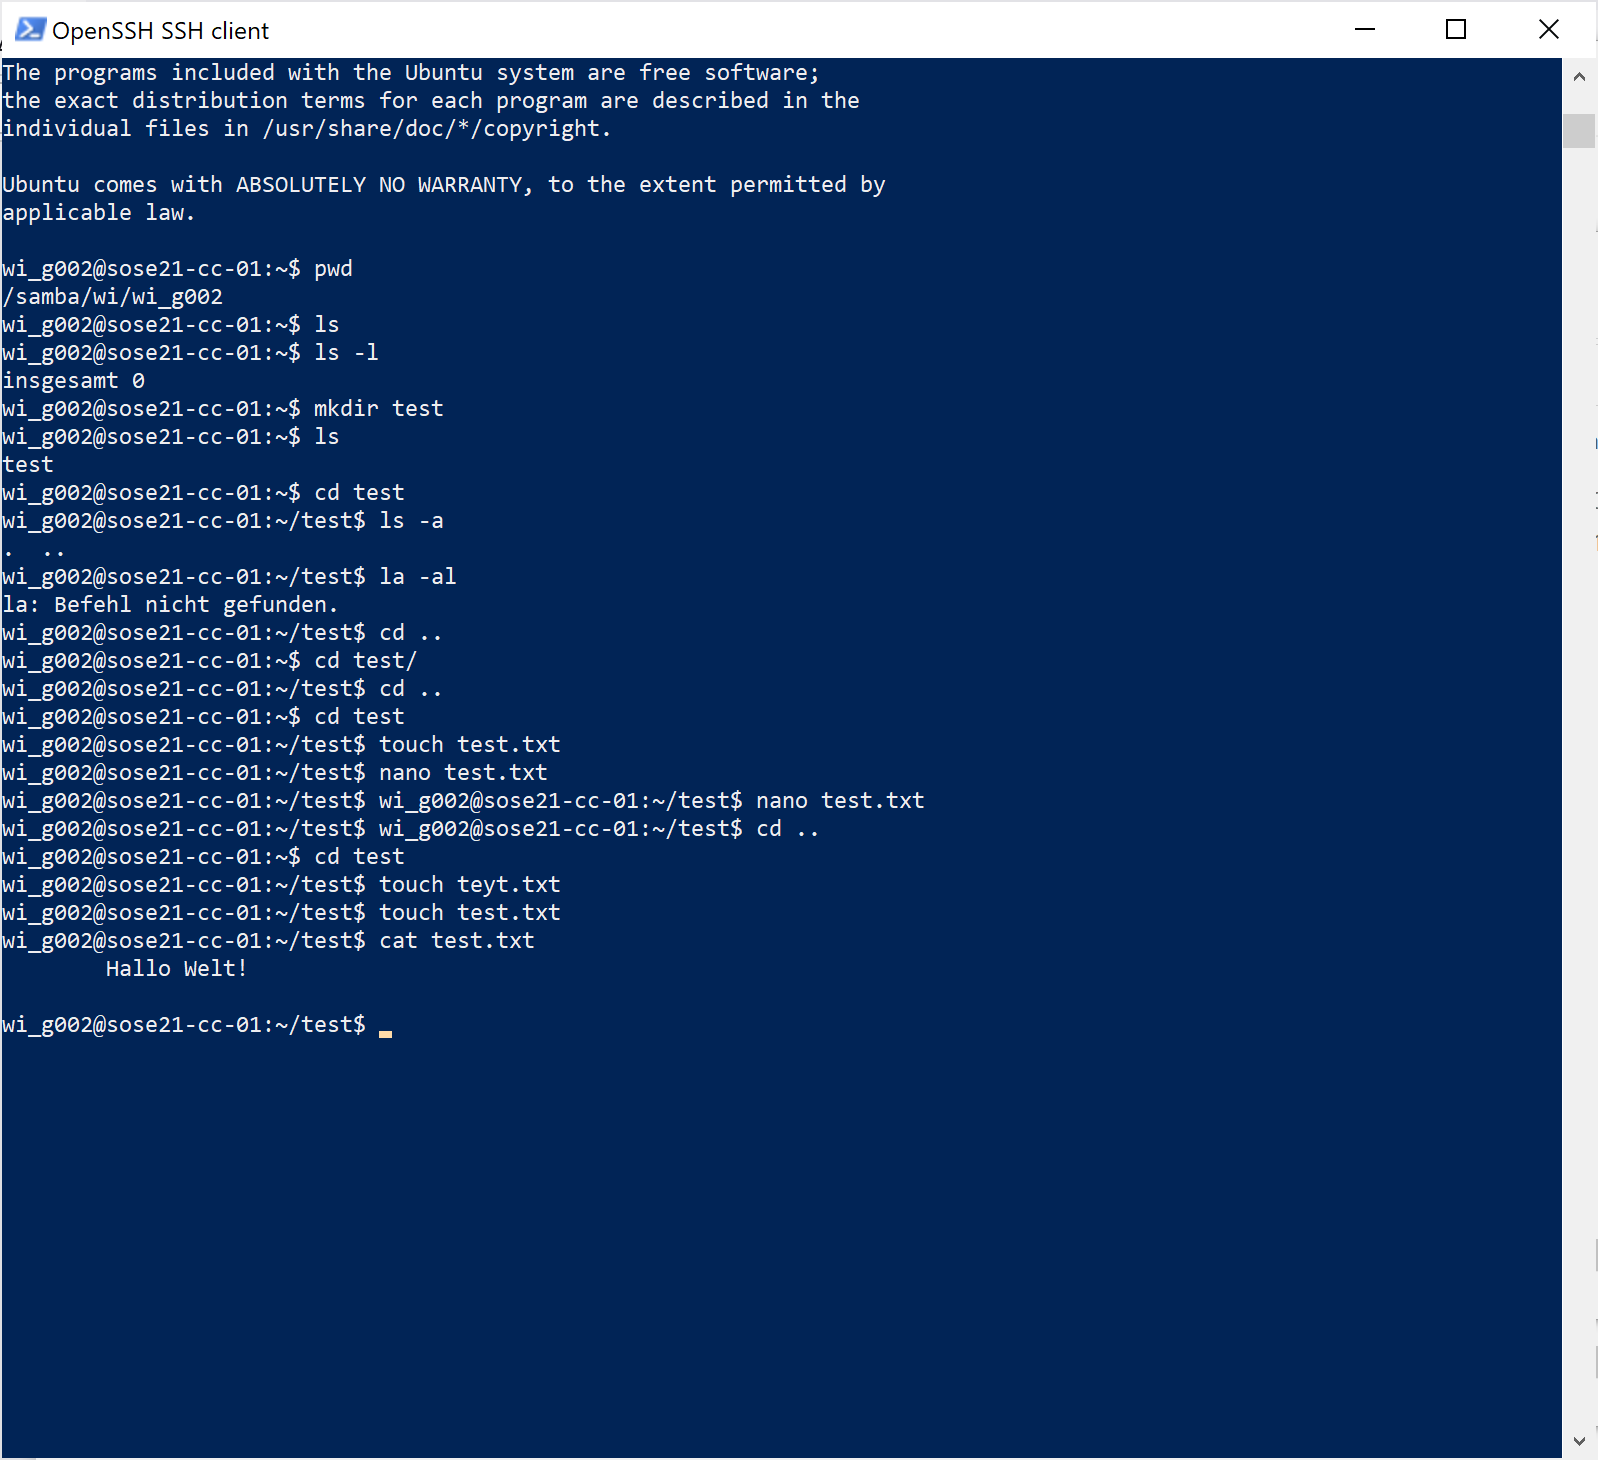 OpenSSH SSH client
The programs included with the Ubuntu system are free software;
the exact distribution terms for each program are described in the
individual files in /usr/share/doc/*/copyright.
Ubuntu comes with ABSOLUTELY NO WARRANTY, to the extent permitted by
applicable law.
wi_g002@sose21-cc-01:~$ pwd
/samba/wi/wi_g002
wi_g002@sose21-cc-01:~$ ls
wi_g002@sose21-cc-01:~$ ls -l
insgesamt 0
wi_g002@sose21-cc-01:~$ mkdir test
wi_g002@sose21-cc-01:~$ ls
test
wi_g002@sose21-cc-01:~$ cd test
wi_g002@sose21-cc-01:~/test$ ls -a
.  ..
wi_g002@sose21-cc-01:~/test$ la -al
la: Befehl nicht gefunden.
wi_g002@sose21-cc-01:~/test$ cd ..
wi_g002@sose21-cc-01:~$ cd test/
wi_g002@sose21-cc-01:~/test$ cd ..
wi_g002@sose21-cc-01:~$ cd test
wi_g002@sose21-cc-01:~/test$ touch test.txt
wi_g002@sose21-cc-01:~/test$ nano test.txt
wi_g002@sose21-cc-01:~/test$ wi_g002@sose21-cc-01:~/test$ nano test.txt
wi_g002@sose21-cc-01:~/test$ wi_g002@sose21-cc-01:~/test$ cd ..
wi_g002@sose21-cc-01:~$ cd test
wi_g002@sose21-cc-01:~/test$ touch teyt.txt
wi_g002@sose21-cc-01:~/test$ touch test.txt
wi_g002@sose21-cc-01:~/test$ cat test.txt
        Hallo Welt!
wi_g002@sose21-cc-01:~/test$